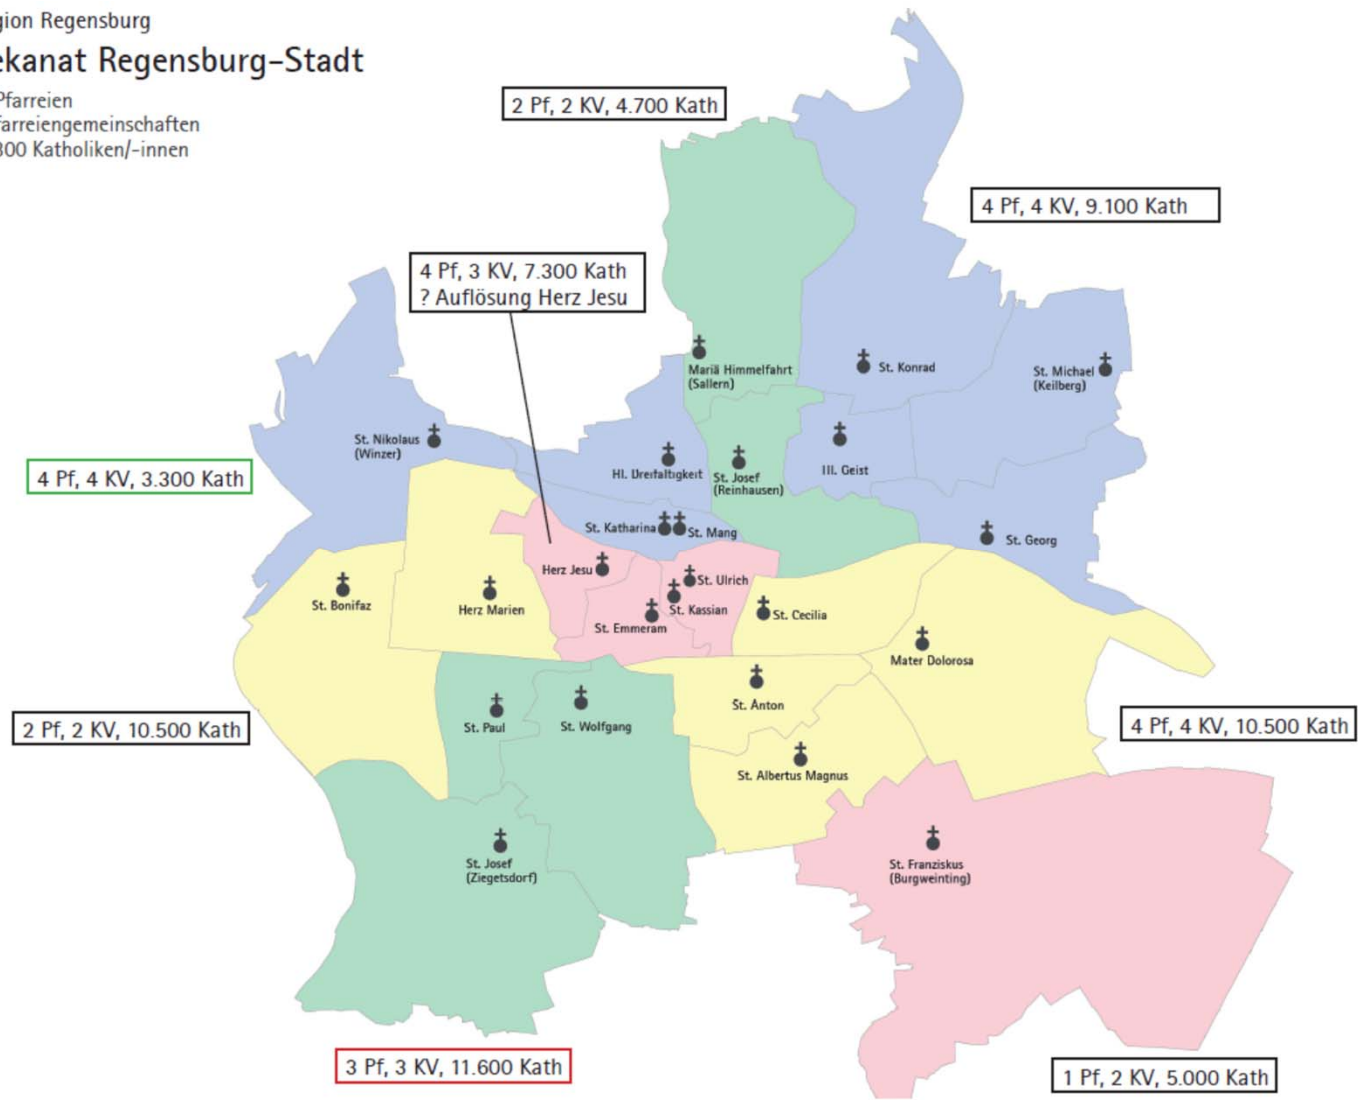 gion Regensburg
ekanat Regensburg-Stadt
Pfarreien
farreiengemeinschaften
300 Katholiken/-innen
2 Pf, 2 KV, 4.700 Kath
4 Pf, 4 KV, 9.100 Kath
4 Pf, 3 KV, 7.300 Kath
? Auflösung Herz Jesu
Mariä Himmelfahrt
(Sallern)
St. Konrad
St. Michael
(Keilberg)
St. Nikolaus
(Winzer)
Hl. Dreifaltigkeit
St. Josef
(Reinhausen)
Hl. Geist
4 Pf, 4 KV, 3.300 Kath
St. Katharina
St. Mang
St. Georg
Herz Jesu
St. Ulrich
St. Bonifaz
Herz Marien
St. Kassian
St. Emmeram
St. Cecilia
Mater Dolorosa
St. Anton
St. Paul
St. Wolfgang
2 Pf, 2 KV, 10.500 Kath
4 Pf, 4 KV, 10.500 Kath
St. Albertus Magnus
St. Josef
(Ziegetsdorf)
St. Franziskus
(Burgweinting)
3 Pf, 3 KV, 11.600 Kath
1 Pf, 2 KV, 5.000 Kath